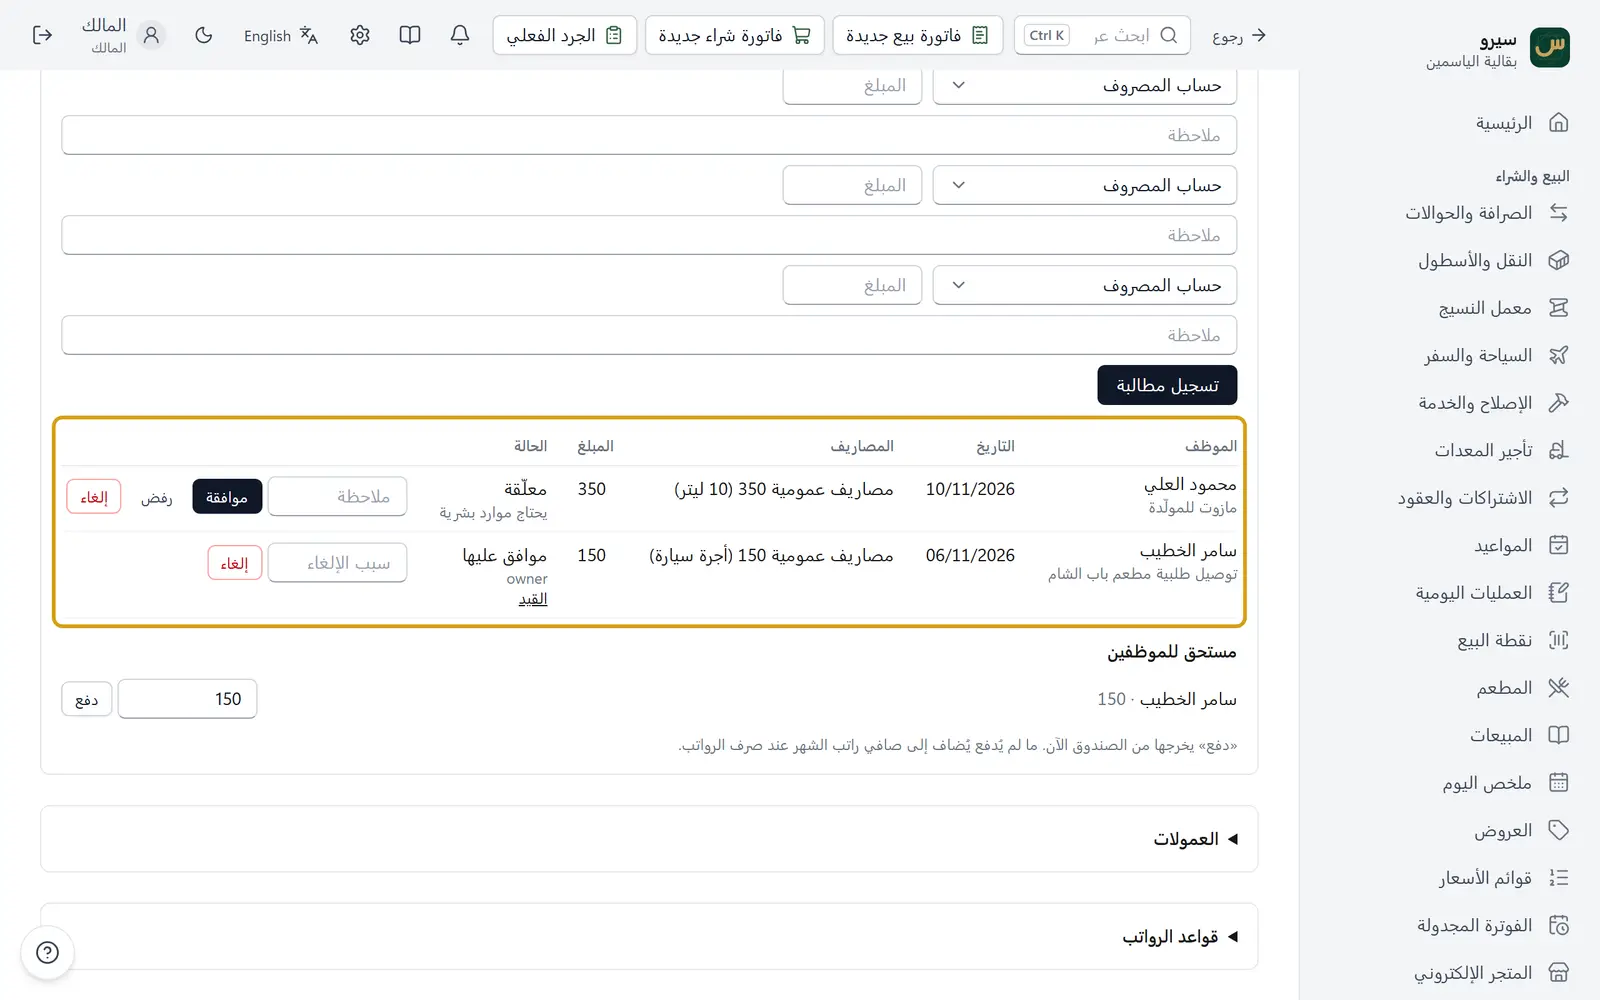 سيرو
بقالية الياسمين
رجوع
ابحث عر
Ctrl K
فاتورة بيع جديدة
فاتورة شراء جديدة
الجرد الفعلي
English
المالك
المالك
الرئيسية
البيع والشراء
الصرافة والحوالات
النقل والأسطول
معمل النسيج
السياحة والسفر
الإصلاح والخدمة
تأجير المعدات
الاشتراكات والعقود
المواعيد
العمليات اليومية
نقطة البيع
المطعم
المبيعات
ملخص اليوم
العروض
قوائم الأسعار
الفوترة المجدولة
المتجر الإلكتروني
حساب المصروف
المبلغ
ملاحظة
حساب المصروف
المبلغ
ملاحظة
حساب المصروف
المبلغ
ملاحظة
تسجيل مطالبة
الموظف التاريخ المصاريف المبلغ الحالة
محمود العلي 10/11/2026 مصاريف عمومية 350 (10 ليتر) 350 معلّقة ملاحظة موافقة رفض إلغاء
مازوت للمولّدة يحتاج موارد بشرية
سامر الخطيب 06/11/2026 مصاريف عمومية 150 (أجرة سيارة) 150 موافق عليها سبب الإلغاء إلغاء
توصيل طلبية مطعم باب الشام owner
القيد
مستحق للموظفين
سامر الخطيب · 150 150 دفع
«دفع» يخرجها من الصندوق الآن. ما لم يُدفع يُضاف إلى صافي راتب الشهر عند صرف الرواتب.
العمولات
قواعد الرواتب